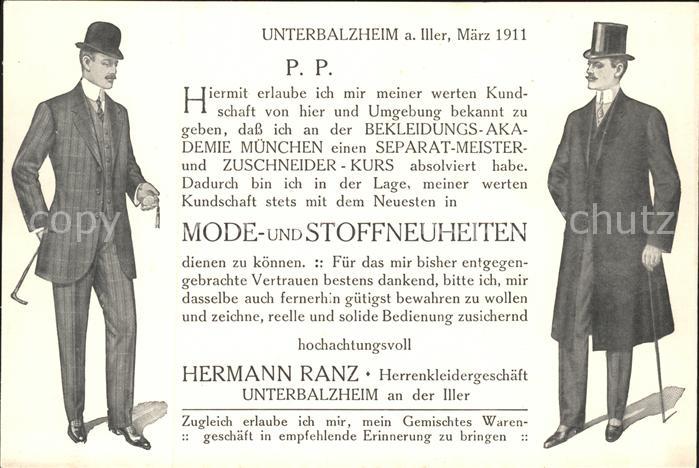 UNTERBALZHEIM a. Iller, März 1911
P. P.
Hiermit erlaube ich mir meiner werten Kund-
schaft von hier und Umgebung bekannt zu
geben, daß ich an der BEKLEIDUNGS-AKA-
DEMIE MÜNCHEN einen SEPARAT-MEISTER-
und ZUSCHNEIDER-KURS absolviert habe.
Dadurch bin ich in der Lage, meiner werten
Kundschaft stets mit dem Neuesten in
MODE- UND STOFFNEUHEITEN
dienen zu können. :: Für das mir bisher entgegen-
gebrachte Vertrauen bestens dankend, bitte ich, mir
dasselbe auch fernerhin gütigst bewahren zu wollen
und zeichne, reelle und solide Bedienung zusichernd
hochachtungsvoll
HERMANN RANZ • Herrenkleidergeschäft
UNTERBALZHEIM an der Iller
Zugleich erlaube ich mir, mein Gemischtes Waren-
:: geschäft in empfehlende Erinnerung zu bringen ::